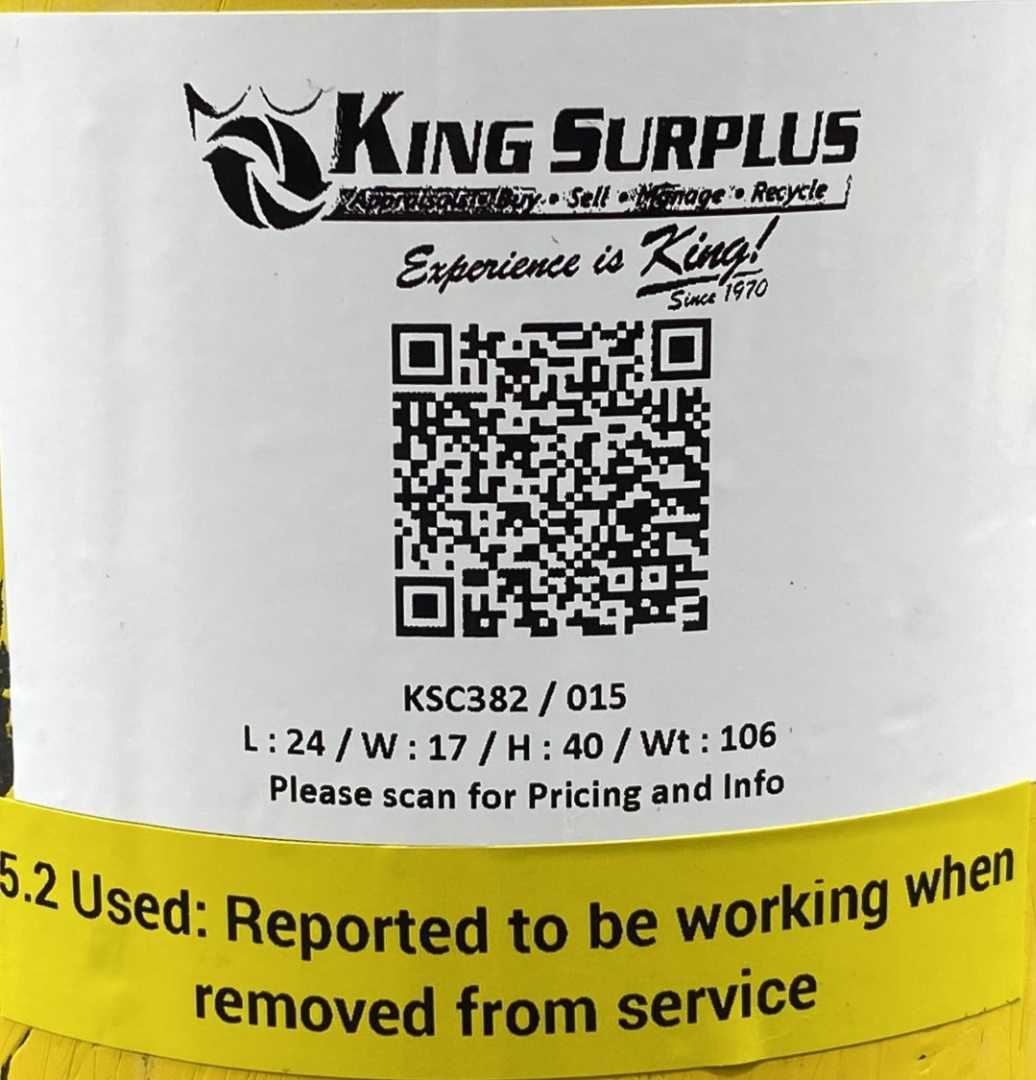 KING SURPLUS
Appraisals • Buy • Sell • Manage • Recycle
Experience is King!
Since 1970
KSC382 / 015
L : 24 / W : 17 / H : 40 / Wt : 106
Please scan for Pricing and Info
5.2 Used: Reported to be working when
removed from service